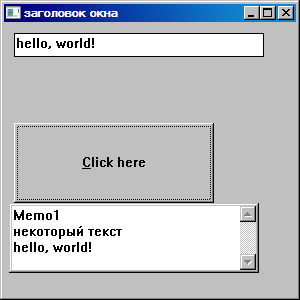 заголовок окна
hello, world!
Click here
Memo1
некоторый текст
hello, world!